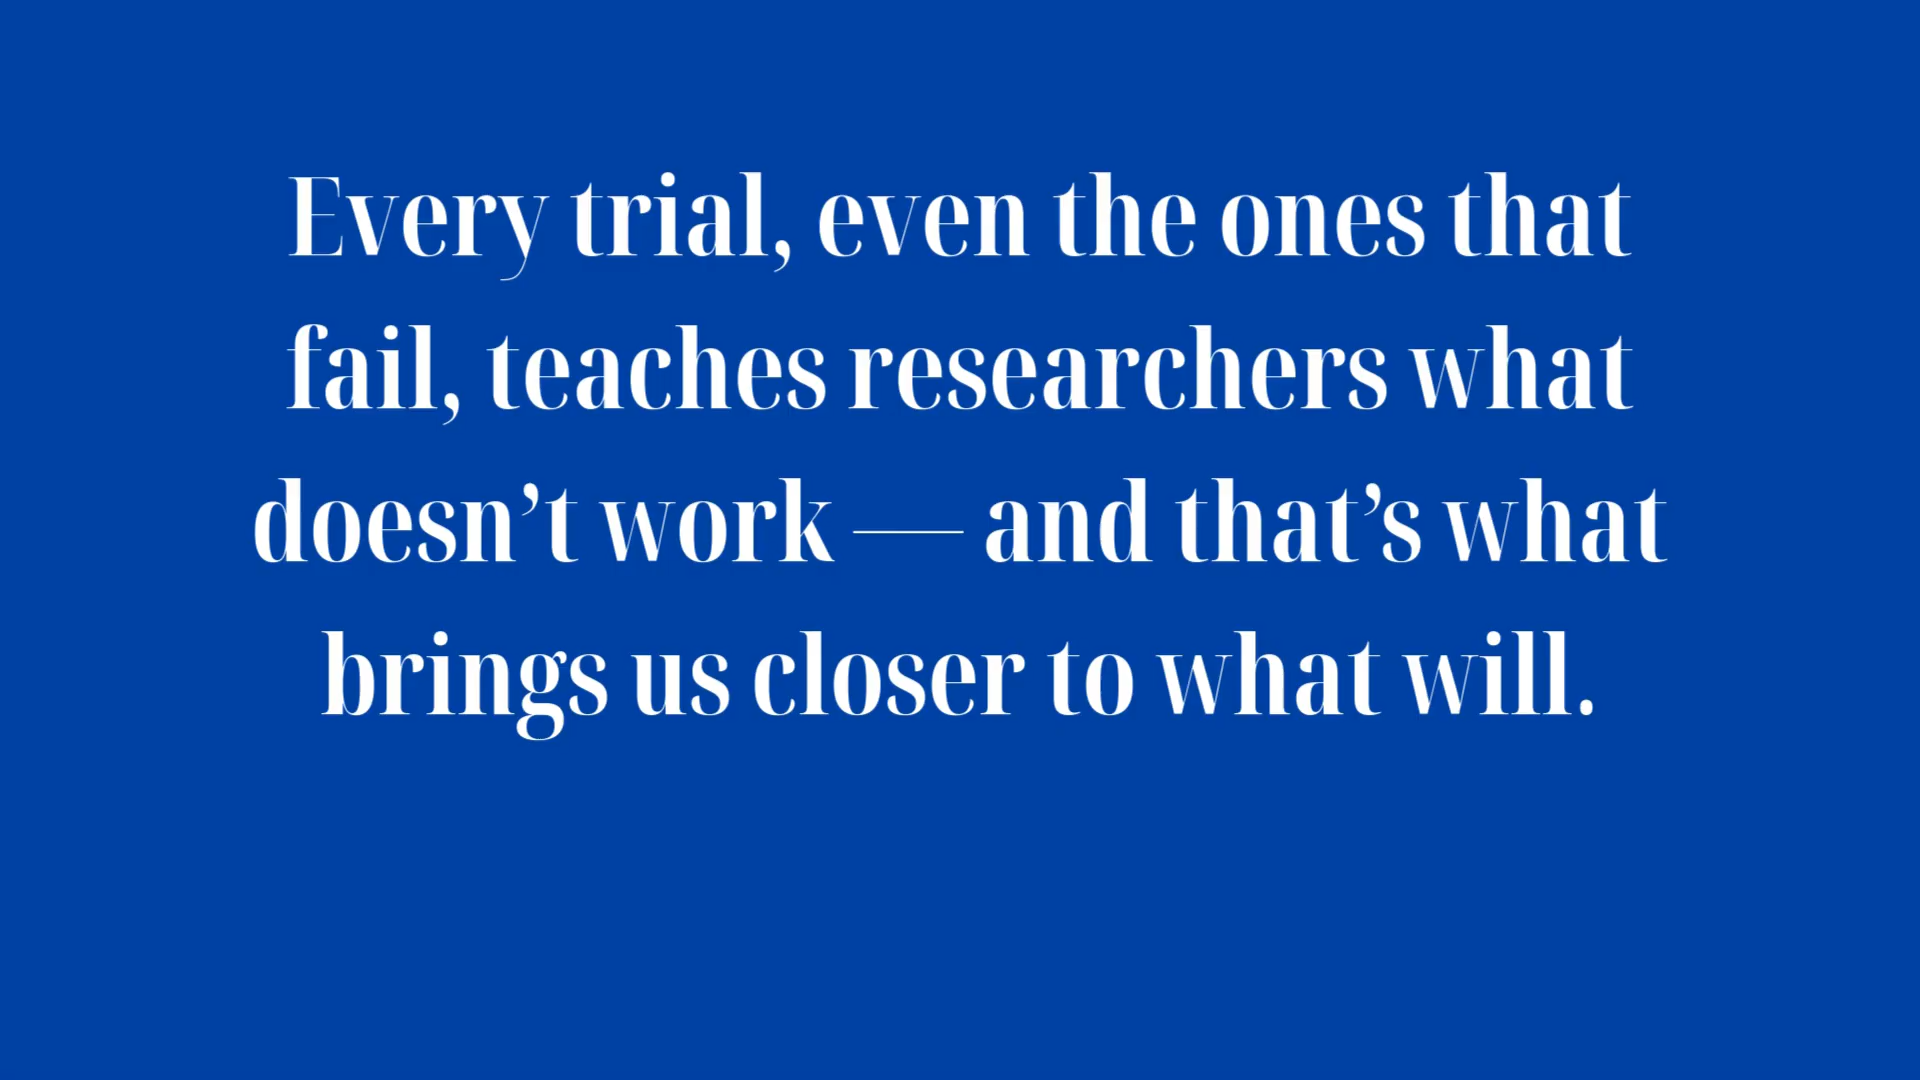 Every trial, even the ones that
fail, teaches researchers what
doesn’t work — and that’s what
brings us closer to what will.